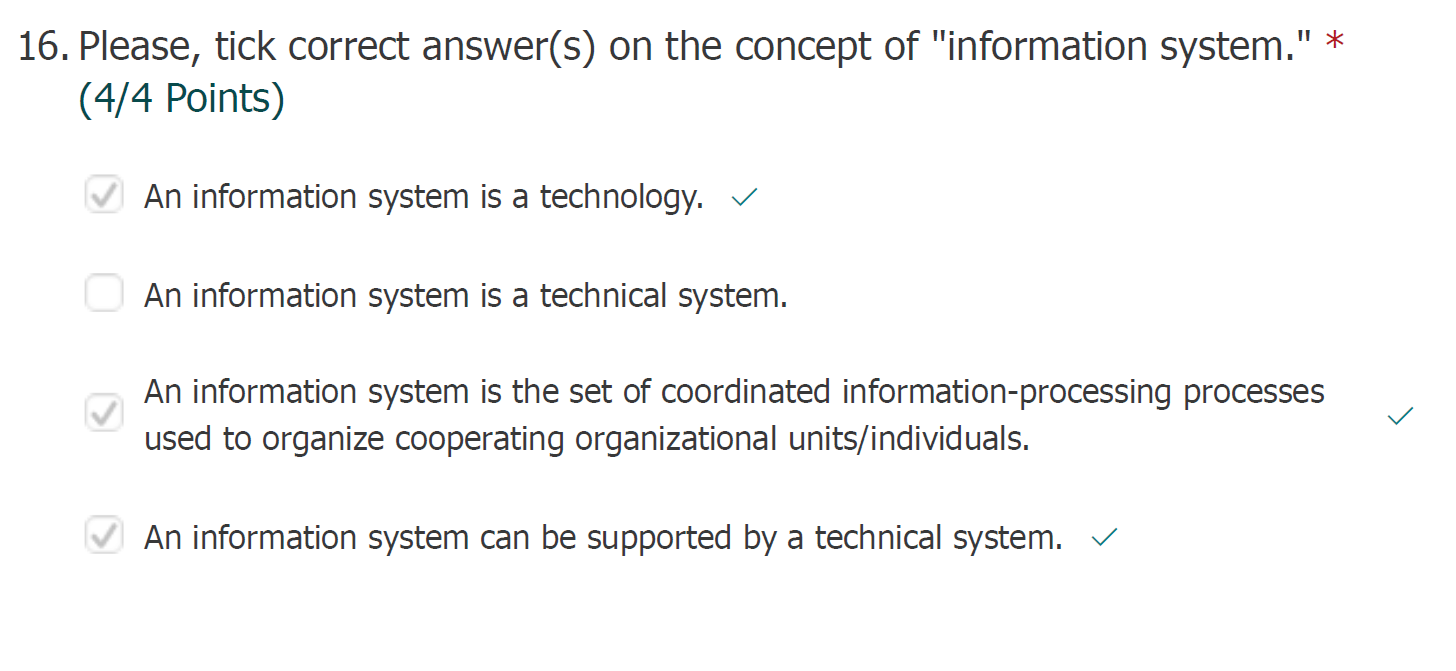 16. Please, tick correct answer(s) on the concept of "information system." *
(4/4 Points)
An information system is a technology.
An information system is a technical system.
An information system is the set of coordinated information-processing processes
used to organize cooperating organizational units/individuals.
An information system can be supported by a technical system.